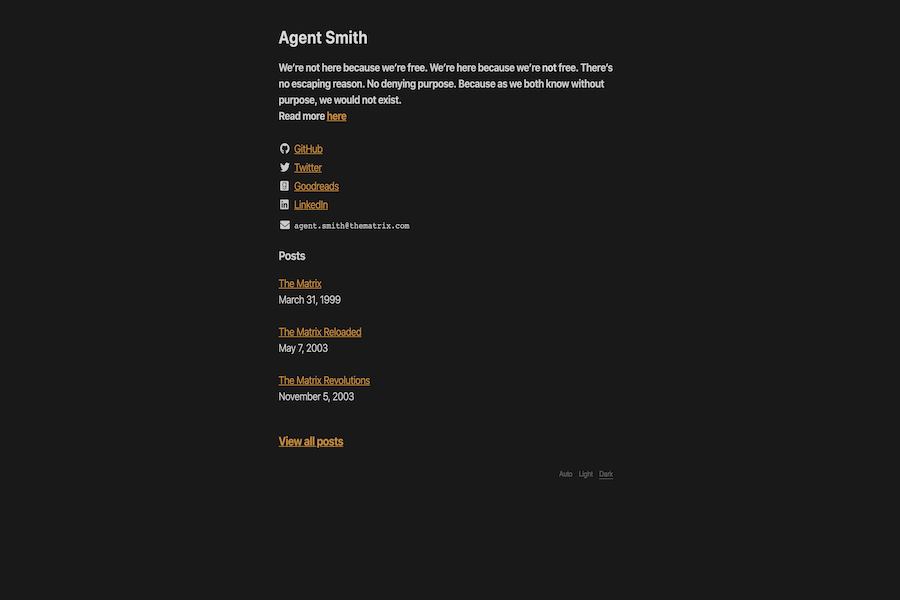 Agent Smith
We’re not here because we’re free. We’re here because we’re not free. There’s
no escaping reason. No denying purpose. Because as we both know without
purpose, we would not exist.
Read more here
GitHub
Twitter
Goodreads
LinkedIn
agent.smith@thematrix.com
Posts
The Matrix
March 31, 1999
The Matrix Reloaded
May 7, 2003
The Matrix Revolutions
November 5, 2003
View all posts
Auto Light Dark